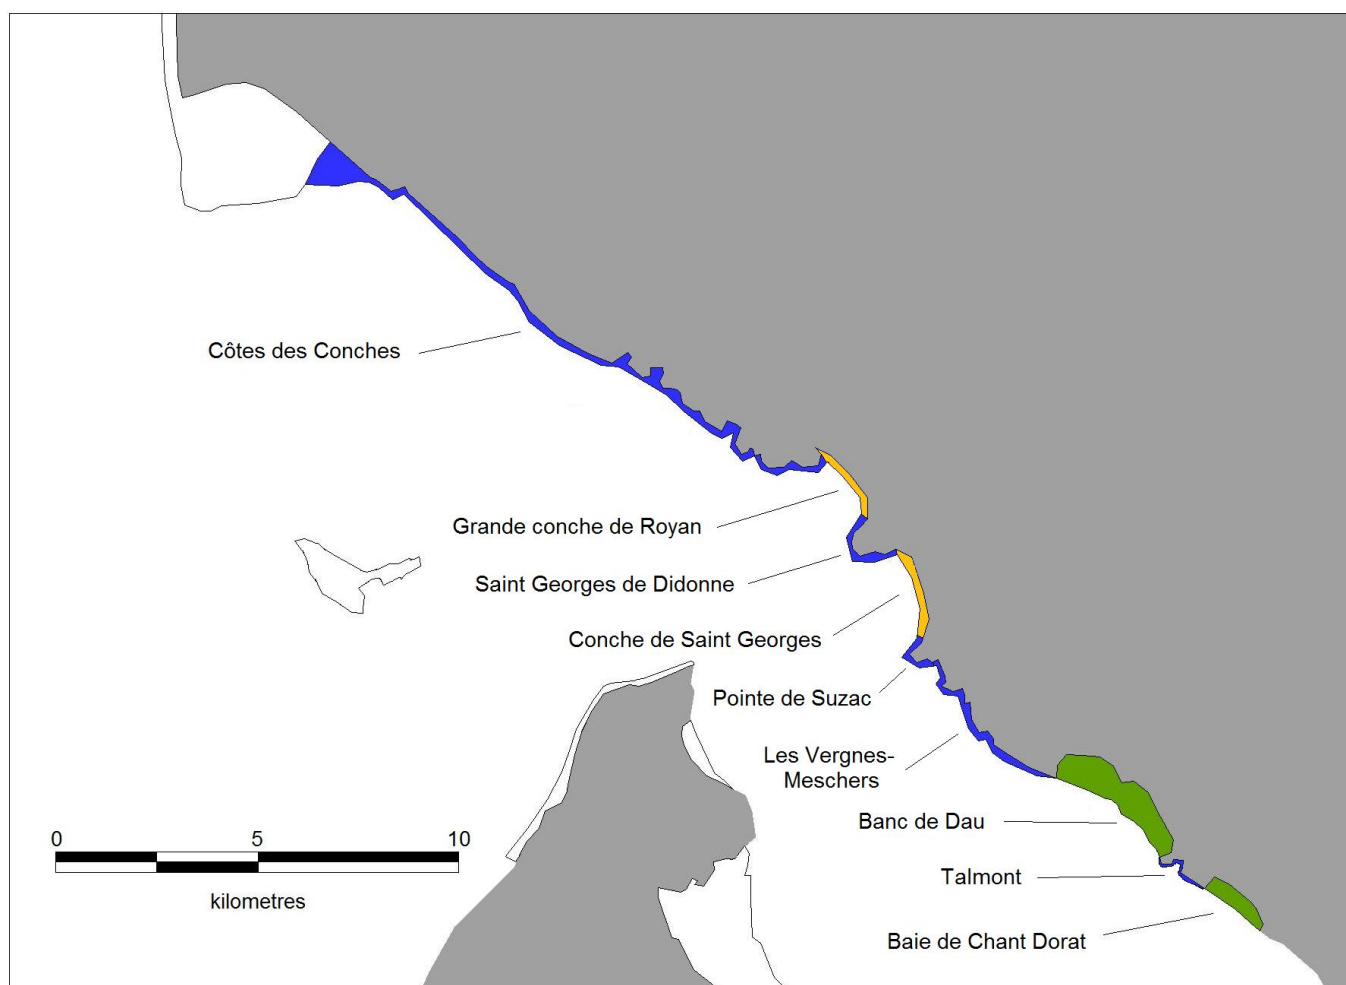 Côtes des Conches
Grande conche de Royan
Saint Georges de Didonne
Conche de Saint Georges
Pointe de Suzac
Les Vergnes-
Meschers
Banc de Dau
Talmont
Baie de Chant Dorat
0 5 10
kilometres